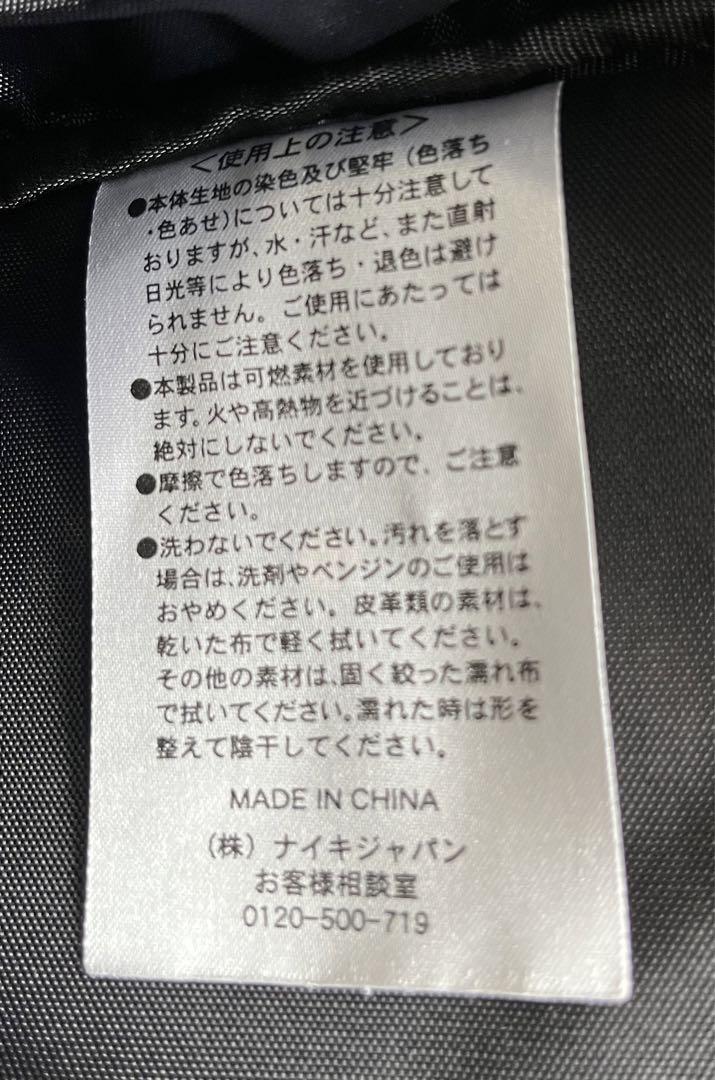 <使用上の注意>
●本体生地の染色及び堅牢(色落ち
・色あせ)については十分注意して
おりますが、水・汗など、また直射
日光等により色落ち・退色は避け
られません。ご使用にあたっては
十分にご注意ください。
●本製品は可燃素材を使用しており
ます。火や高熱物を近づけることは、
絶対にしないでください。
●摩擦で色落ちしますので、ご注意
ください。
●洗わないでください。汚れを落とす
場合は、洗剤やベンジンのご使用は
おやめください。皮革類の素材は、
乾いた布で軽く拭いてください。
その他の素材は、固く絞った濡れ布
で拭いてください。濡れた時は形を
整えて陰干してください。
MADE IN CHINA
(株)ナイキジャパン
お客様相談室
0120-500-719